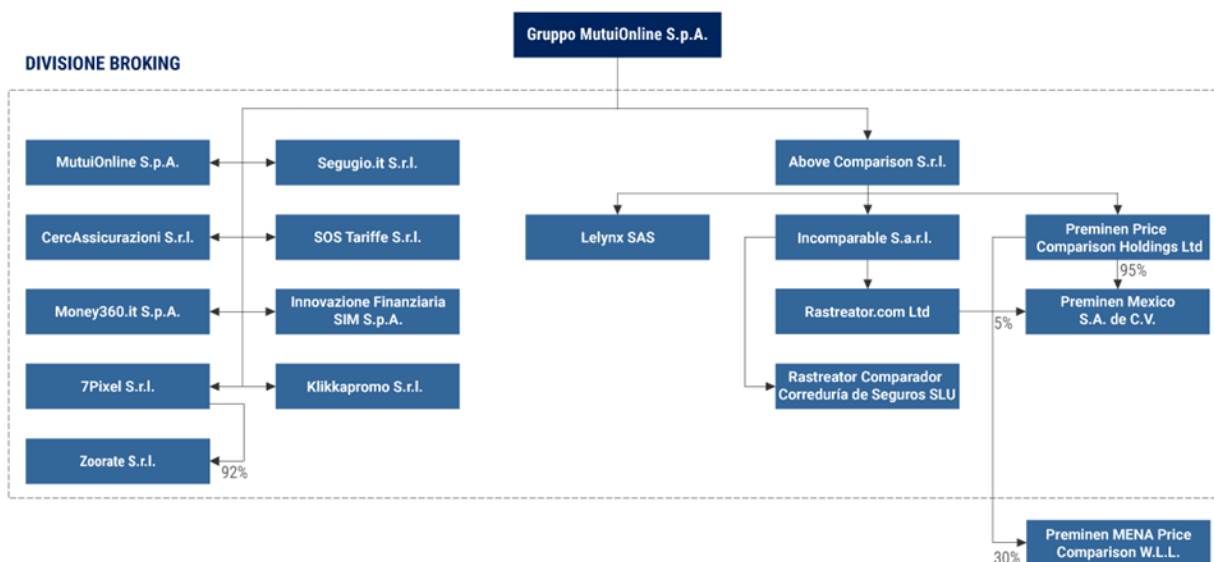 Gruppo MutuiOnline S.p.A.
DIVISIONE BROKING
MutuiOnline S.p.A.
Segugio.it S.r.l.
Above Comparison S.r.l.
CercAssicurazioni S.r.l.
SOS Tariffe S.r.l.
Lelynx SAS
Incomparable S.a.r.l.
Preminen Price
Comparison Holdings Ltd
95%
Money360.it S.p.A.
Innovazione Finanziaria
SIM S.p.A.
Rastreator.com Ltd
5%
Preminen Mexico
S.A. de C.V.
7Pixel S.r.l.
Klikkapromo S.r.l.
Rastreator Comparador
Correduría de Seguros SLU
Zoorate S.r.l.
92%
Preminen MENA Price
Comparison W.L.L.
30%